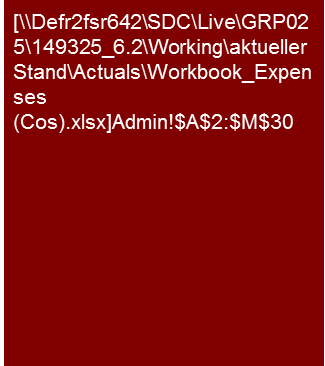 [\\Defr2fsr642\SDC\Live\GRP02
5\149325_6.2\Working\aktueller
Stand\Actuals\Workbook_Expen
ses
(Cos).xlsx]Admin!$A$2:$M$30